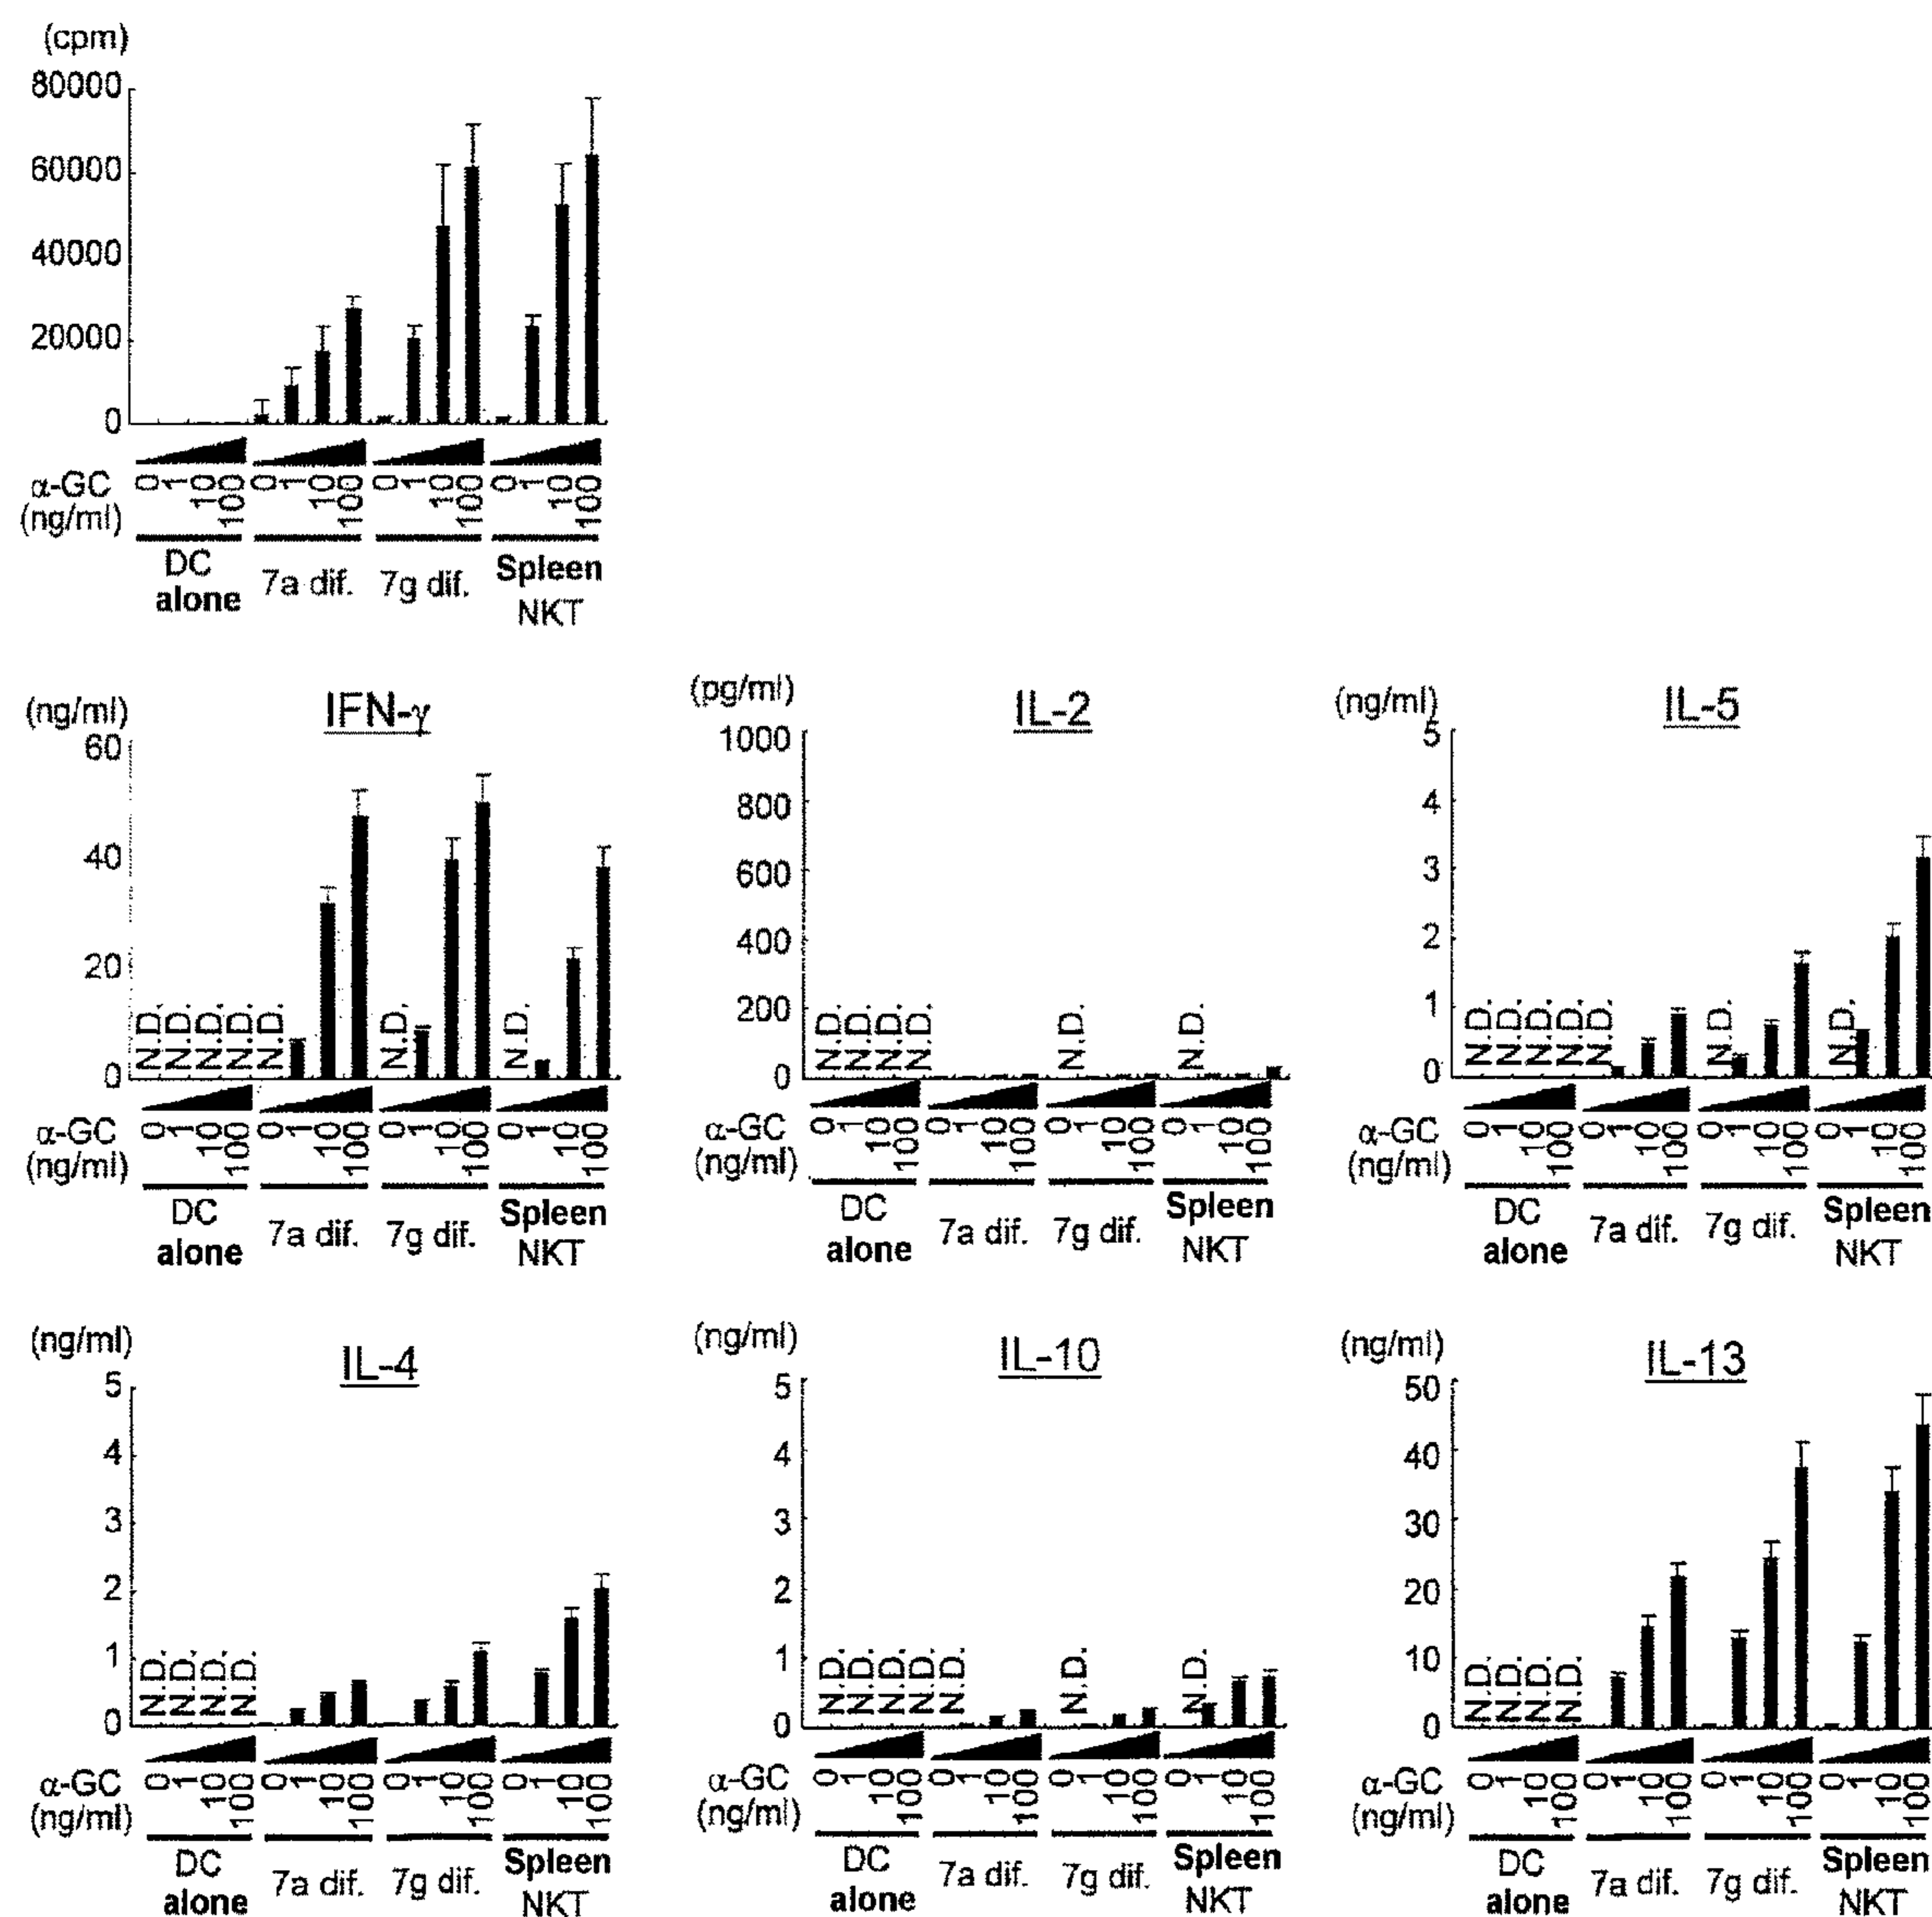 (cpm)
80000
60000
40000
20000
0
α-GC 0 1 10 100 0 1 10 100 0 1 10 100 0 1 10 100
(ng/ml)
DC alone 7a dif. 7g dif. Spleen NKT
(ng/ml) IFN-γ
60
40
20
0
N.D. N.D. N.D. N.D. N.D. N.D. N.D.
α-GC 0 1 10 100 0 1 10 100 0 1 10 100 0 1 10 100
(ng/ml)
DC alone 7a dif. 7g dif. Spleen NKT
(pg/ml) IL-2
1000
800
600
400
200
0
N.D. N.D. N.D. N.D. N.D. N.D.
α-GC 0 1 10 100 0 1 10 100 0 1 10 100 0 1 10 100
(ng/ml)
DC alone 7a dif. 7g dif. Spleen NKT
(ng/ml) IL-5
5
4
3
2
1
0
N.D. N.D. N.D. N.D. N.D. N.D. N.D.
α-GC 0 1 10 100 0 1 10 100 0 1 10 100 0 1 10 100
(ng/ml)
DC alone 7a dif. 7g dif. Spleen NKT
(ng/ml) IL-4
5
4
3
2
1
0
N.D. N.D. N.D. N.D.
α-GC 0 1 10 100 0 1 10 100 0 1 10 100 0 1 10 100
(ng/ml)
DC alone 7a dif. 7g dif. Spleen NKT
(ng/ml) IL-10
5
4
3
2
1
0
N.D. N.D. N.D. N.D. N.D. N.D. N.D.
α-GC 0 1 10 100 0 1 10 100 0 1 10 100 0 1 10 100
(ng/ml)
DC alone 7a dif. 7g dif. Spleen NKT
(ng/ml) IL-13
50
40
30
20
10
0
N.D. N.D. N.D. N.D.
α-GC 0 1 10 100 0 1 10 100 0 1 10 100 0 1 10 100
(ng/ml)
DC alone 7a dif. 7g dif. Spleen NKT